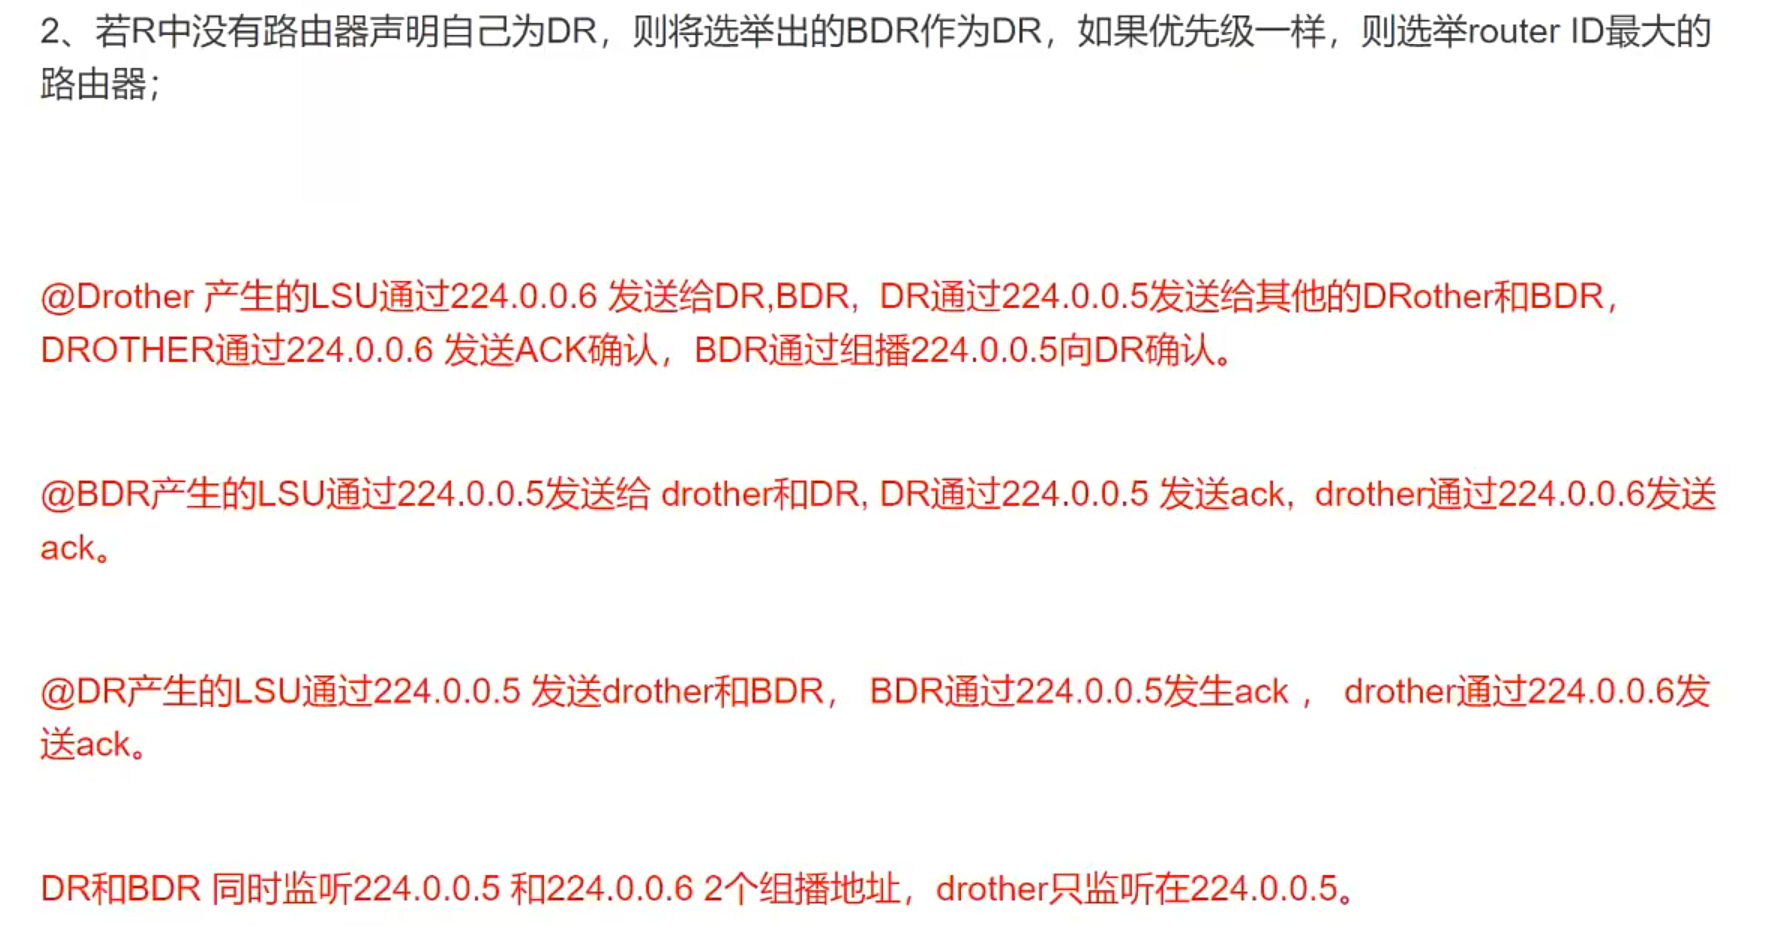 2、若R中没有路由器声明自己为DR，则将选举出的BDR作为DR，如果优先级一样，则选举router ID最大的
路由器；
@Drother 产生的LSU通过224.0.0.6 发送给DR,BDR，DR通过224.0.0.5发送给其他的DRother和BDR，
DROTHER通过224.0.0.6 发送ACK确认，BDR通过组播224.0.0.5向DR确认。
@BDR产生的LSU通过224.0.0.5发送给 drother和DR, DR通过224.0.0.5 发送ack，drother通过224.0.0.6发送
ack。
@DR产生的LSU通过224.0.0.5 发送drother和BDR， BDR通过224.0.0.5发生ack ， drother通过224.0.0.6发
送ack。
DR和BDR 同时监听224.0.0.5 和224.0.0.6 2个组播地址，drother只监听在224.0.0.5。